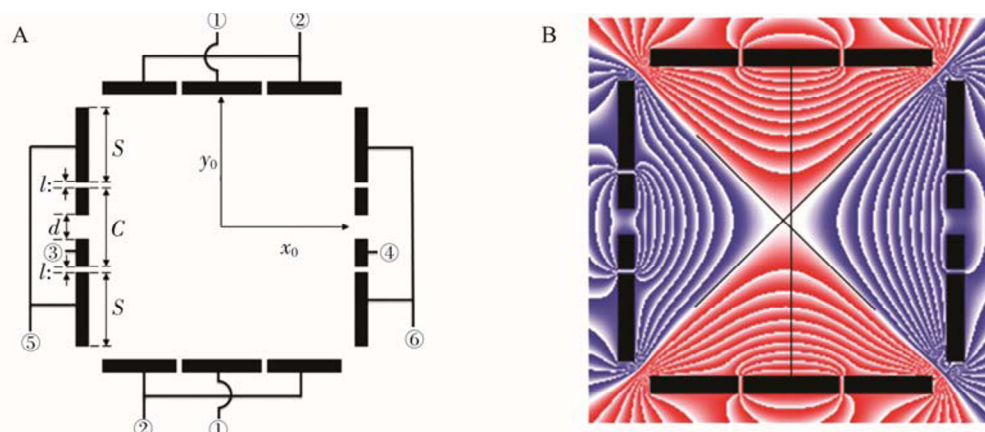 A
① ②
S
y₀
l:
d
C
③
x₀
④
l:
S
⑤
⑥
② ①
B